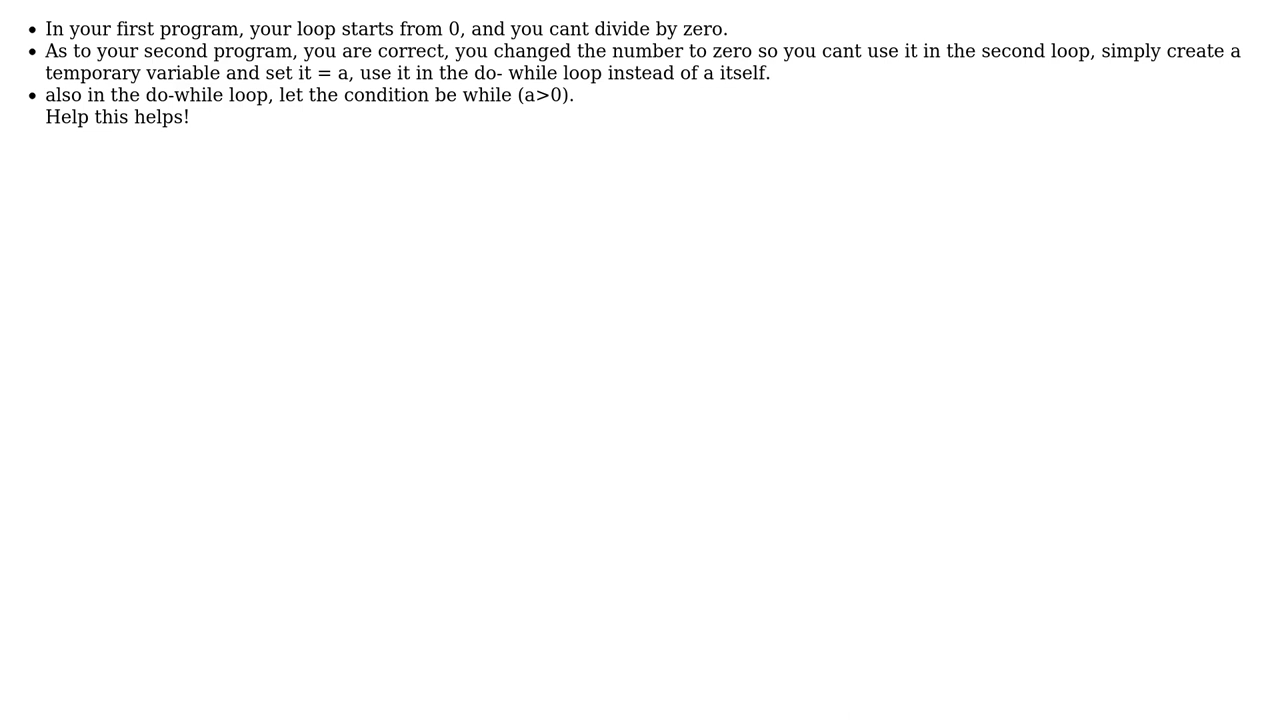 • In your first program, your loop starts from 0, and you cant divide by zero.
• As to your second program, you are correct, you changed the number to zero so you cant use it in the second loop, simply create a
temporary variable and set it = a, use it in the do- while loop instead of a itself.
• also in the do-while loop, let the condition be while (a>0).
Help this helps!